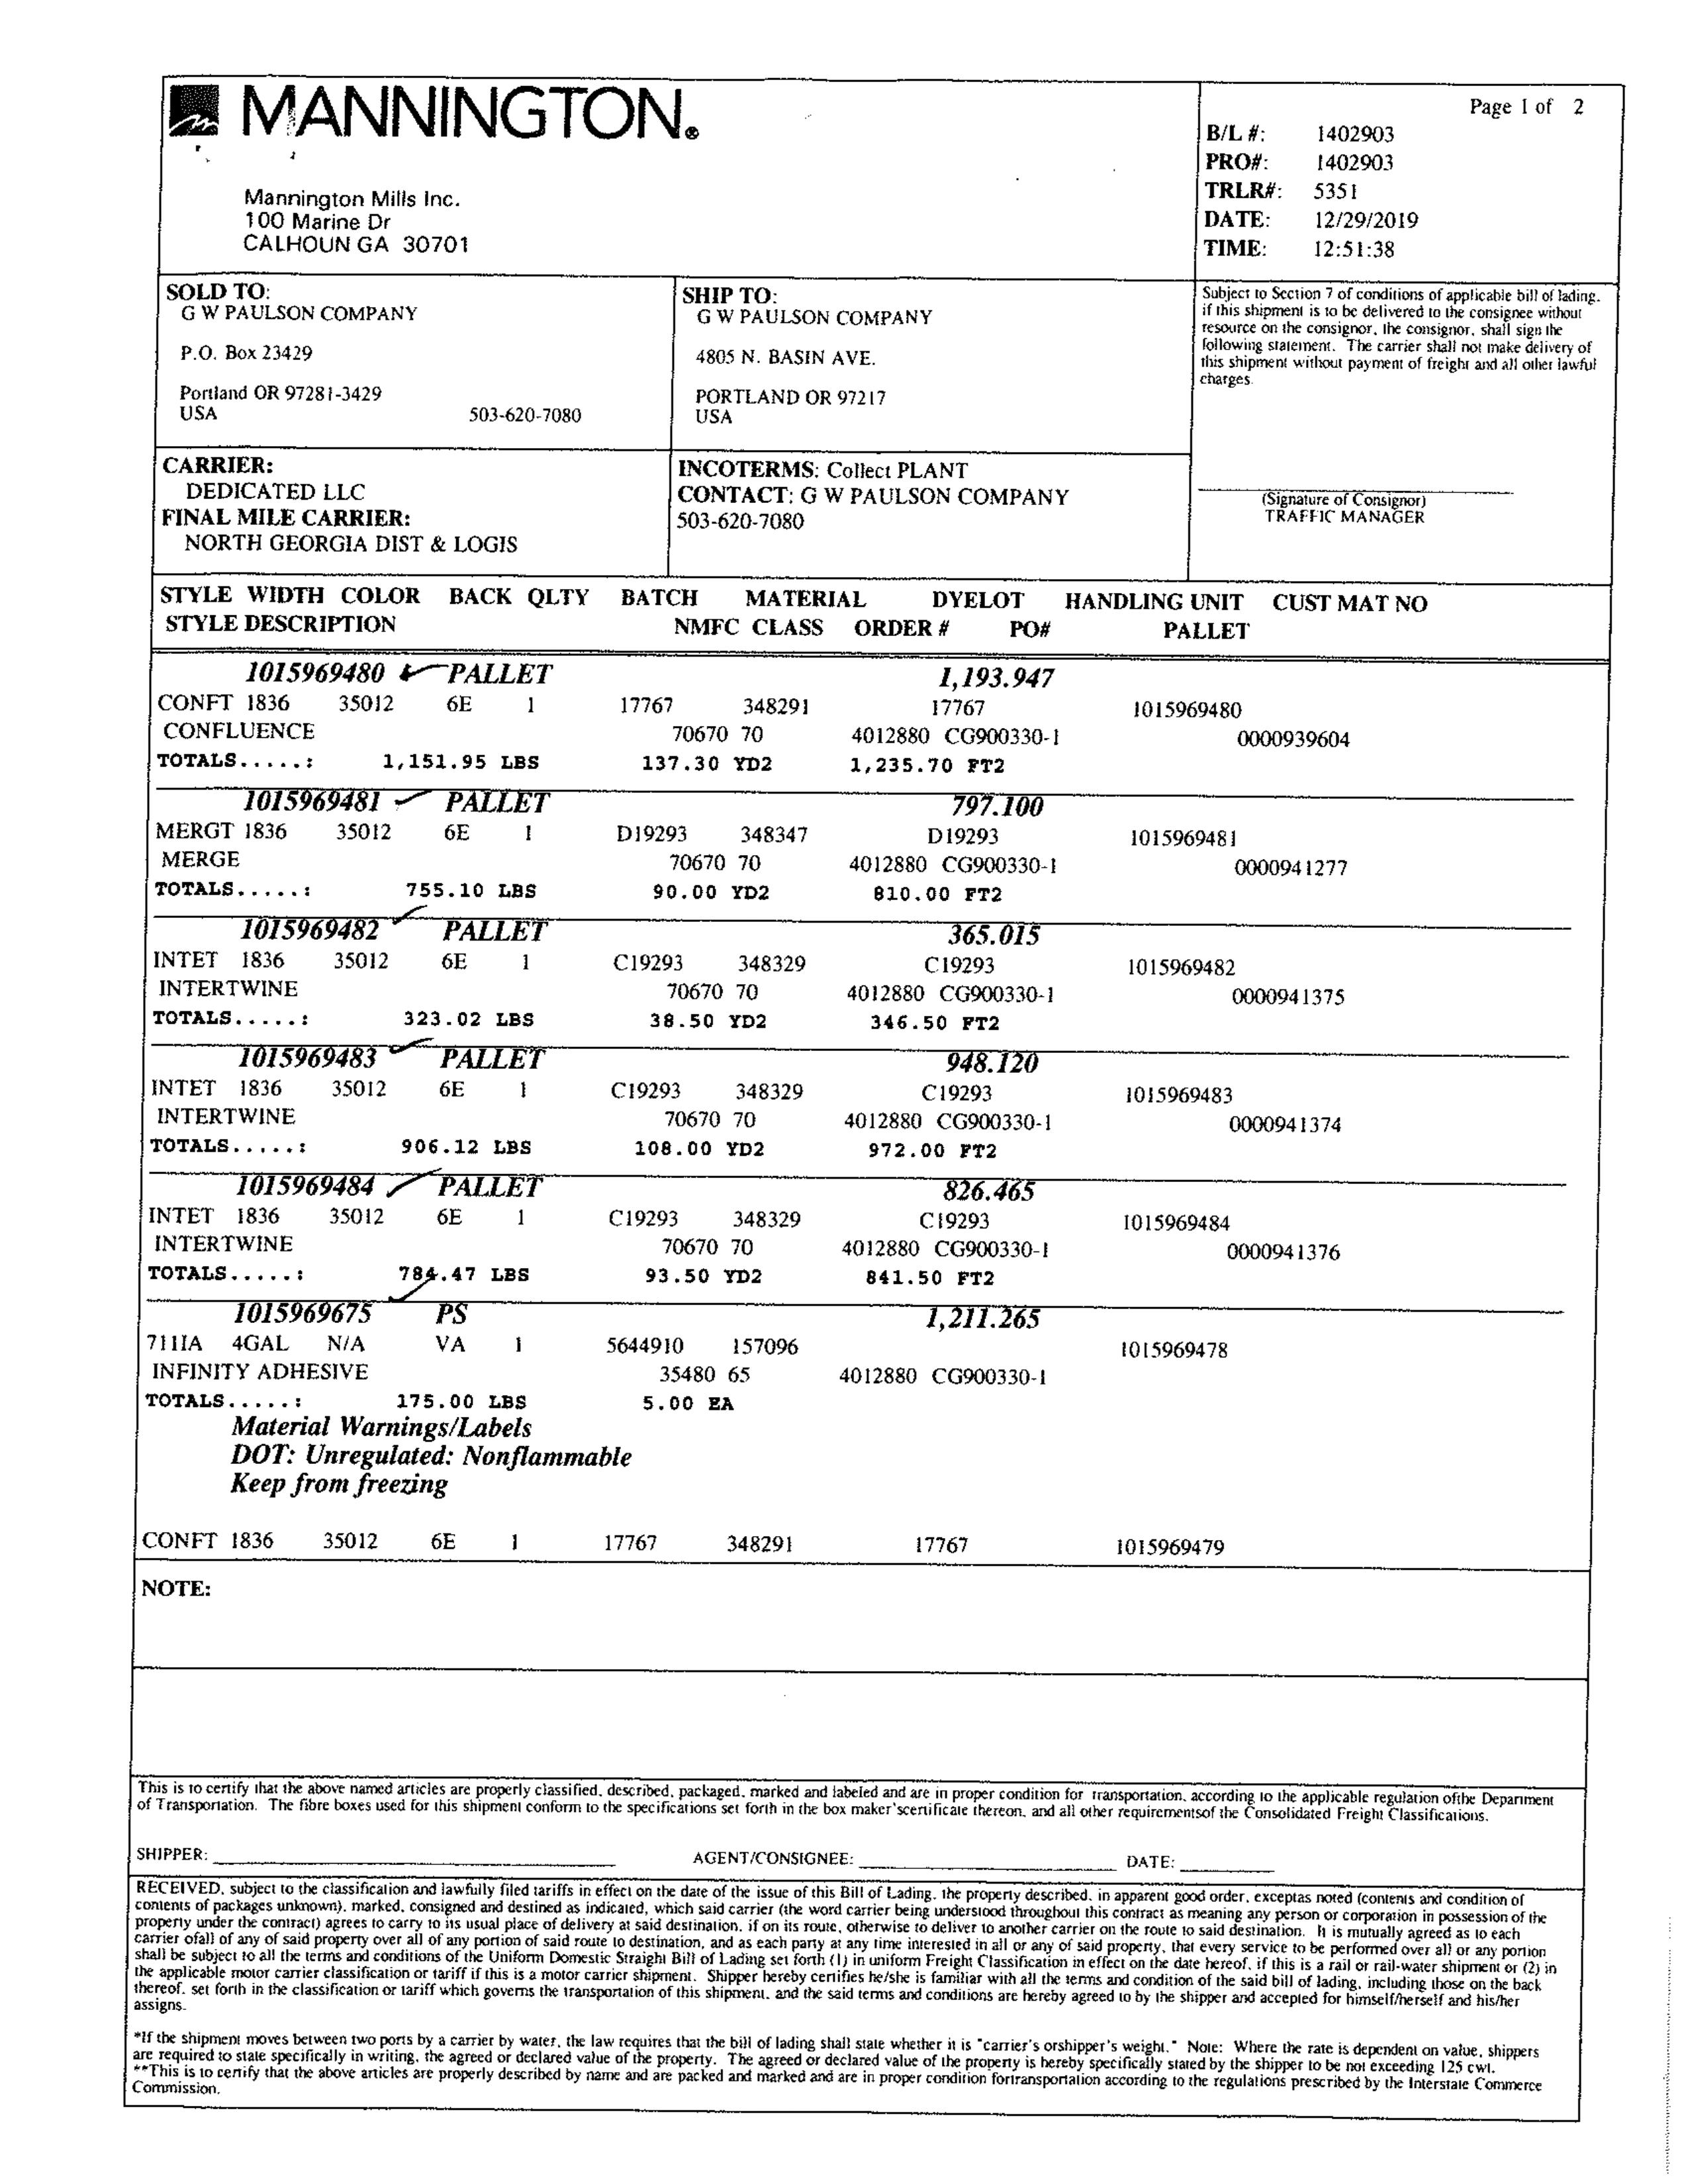 MANNINGTON®
Page 1 of 2
B/L #: 1402903
PRO#: 1402903
TRLR#: 5351
DATE: 12/29/2019
TIME: 12:51:38
Mannington Mills Inc.
100 Marine Dr
CALHOUN GA 30701
SOLD TO:
G W PAULSON COMPANY
P.O. Box 23429
Portland OR 97281-3429
USA 503-620-7080
SHIP TO:
G W PAULSON COMPANY
4805 N. BASIN AVE.
PORTLAND OR 97217
USA
Subject to Section 7 of conditions of applicable bill of lading.
if this shipment is to be delivered to the consignee without
resource on the consignor, the consignor, shall sign the
following statement. The carrier shall not make delivery of
this shipment without payment of freight and all other lawful
charges.
CARRIER:
DEDICATED LLC
FINAL MILE CARRIER:
NORTH GEORGIA DIST & LOGIS
INCOTERMS: Collect PLANT
CONTACT: G W PAULSON COMPANY
503-620-7080
(Signature of Consignor)
TRAFFIC MANAGER
STYLE WIDTH COLOR BACK QLTY BATCH MATERIAL DYELOT HANDLING UNIT CUST MAT NO
STYLE DESCRIPTION NMFC CLASS ORDER # PO# PALLET
1015969480 PALLET 1,193.947
CONFT 1836 35012 6E 1 17767 348291 17767 1015969480
CONFLUENCE 70670 70 4012880 CG900330-1 0000939604
TOTALS.....: 1,151.95 LBS 137.30 YD2 1,235.70 FT2
1015969481 PALLET 797.100
MERGT 1836 35012 6E 1 D19293 348347 D19293 1015969481
MERGE 70670 70 4012880 CG900330-1 0000941277
TOTALS.....: 755.10 LBS 90.00 YD2 810.00 FT2
1015969482 PALLET 365.015
INTET 1836 35012 6E 1 C19293 348329 C19293 1015969482
INTERTWINE 70670 70 4012880 CG900330-1 0000941375
TOTALS.....: 323.02 LBS 38.50 YD2 346.50 FT2
1015969483 PALLET 948.120
INTET 1836 35012 6E 1 C19293 348329 C19293 1015969483
INTERTWINE 70670 70 4012880 CG900330-1 0000941374
TOTALS.....: 906.12 LBS 108.00 YD2 972.00 FT2
1015969484 PALLET 826.465
INTET 1836 35012 6E 1 C19293 348329 C19293 1015969484
INTERTWINE 70670 70 4012880 CG900330-1 0000941376
TOTALS.....: 784.47 LBS 93.50 YD2 841.50 FT2
1015969675 PS 1,211.265
711IA 4GAL N/A VA 1 5644910 157096 1015969478
INFINITY ADHESIVE 35480 65 4012880 CG900330-1
TOTALS.....: 175.00 LBS 5.00 EA
Material Warnings/Labels
DOT: Unregulated: Nonflammable
Keep from freezing
CONFT 1836 35012 6E 1 17767 348291 17767 1015969479
NOTE:
This is to certify that the above named articles are properly classified, described, packaged, marked and labeled and are in proper condition for transportation, according to the applicable regulation ofthe Department
of Transportation. The fibre boxes used for this shipment conform to the specifications set forth in the box maker'scertificate thereon, and all other requirementsof the Consolidated Freight Classifications.
SHIPPER: AGENT/CONSIGNEE: DATE:
RECEIVED, subject to the classification and lawfully filed tariffs in effect on the date of the issue of this Bill of Lading, the property described, in apparent good order, exceptas noted (contents and condition of
contents of packages unknown), marked, consigned and destined as indicated, which said carrier (the word carrier being understood throughout this contract as meaning any person or corporation in possession of the
property under the contract) agrees to carry to its usual place of delivery at said destination, if on its route, otherwise to deliver to another carrier on the route to said destination. It is mutually agreed as to each
carrier ofall of any of said property over all of any portion of said route to destination, and as each party at any time interested in all or any of said property, that every service to be performed over all or any portion
shall be subject to all the terms and conditions of the Uniform Domestic Straight Bill of Lading set forth (1) in uniform Freight Classification in effect on the date hereof, if this is a rail or rail-water shipment or (2) in
the applicable motor carrier classification or tariff if this is a motor carrier shipment. Shipper hereby certifies he/she is familiar with all the terms and condition of the said bill of lading, including those on the back
thereof, set forth in the classification or tariff which governs the transportation of this shipment, and the said terms and conditions are hereby agreed to by the shipper and accepted for himself/herself and his/her
assigns.
*If the shipment moves between two ports by a carrier by water, the law requires that the bill of lading shall state whether it is "carrier's orshipper's weight." Note: Where the rate is dependent on value, shippers
are required to state specifically in writing, the agreed or declared value of the property. The agreed or declared value of the property is hereby specifically stated by the shipper to be not exceeding 125 cwt.
**This is to certify that the above articles are properly described by name and are packed and marked and are in proper condition fortransportation according to the regulations prescribed by the Interstate Commerce
Commission.